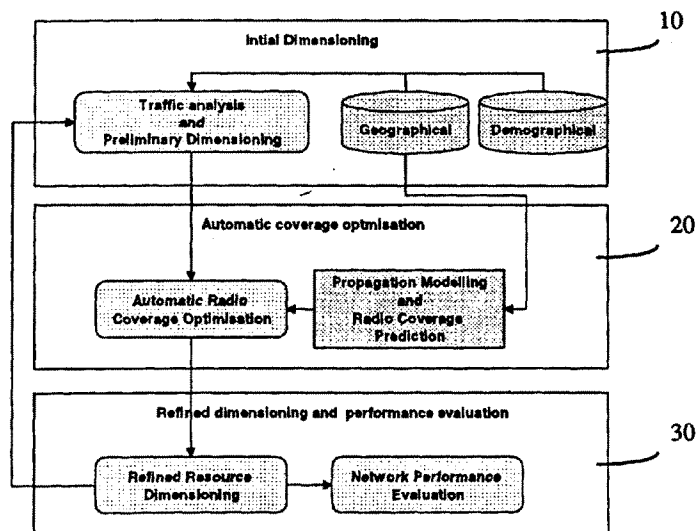 10
Intial Dimensioning
Traffic analysis
and
Preliminary Dimensioning
Geographical
Demographical
20
Automatic coverage optmisation
Automatic Radio
Coverage Optimisation
Propagation Modelling
and
Radio Coverage
Prediction
30
Refined dimensioning and performance evaluation
Refined Resource
Dimensioning
Network Performance
Evaluation